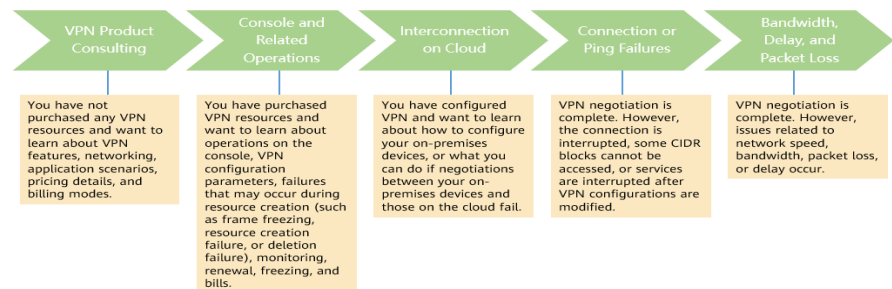 VPN Product
Consulting
Console and
Related
Operations
Interconnection
on Cloud
Connection or
Ping Failures
Bandwidth,
Delay, and
Packet Loss
You have not
purchased any VPN
resources and want to
learn about VPN
features, networking,
application scenarios,
pricing details, and
billing modes.
You have purchased
VPN resources and
want to learn about
operations on the
console, VPN
configuration
parameters, failures
that may occur during
resource creation (such
as frame freezing,
resource creation
failure, or deletion
failure), monitoring,
renewal, freezing, and
bills.
You have configured
VPN and want to learn
about how to configure
your on-premises
devices, or what you
can do if negotiations
between your on-
premises devices and
those on the cloud fail.
VPN negotiation is
complete. However,
the connection is
interrupted, some CIDR
blocks cannot be
accessed, or services
are interrupted after
VPN configurations are
modified.
VPN negotiation is
complete. However,
issues related to
network speed,
bandwidth, packet loss,
or delay occur.